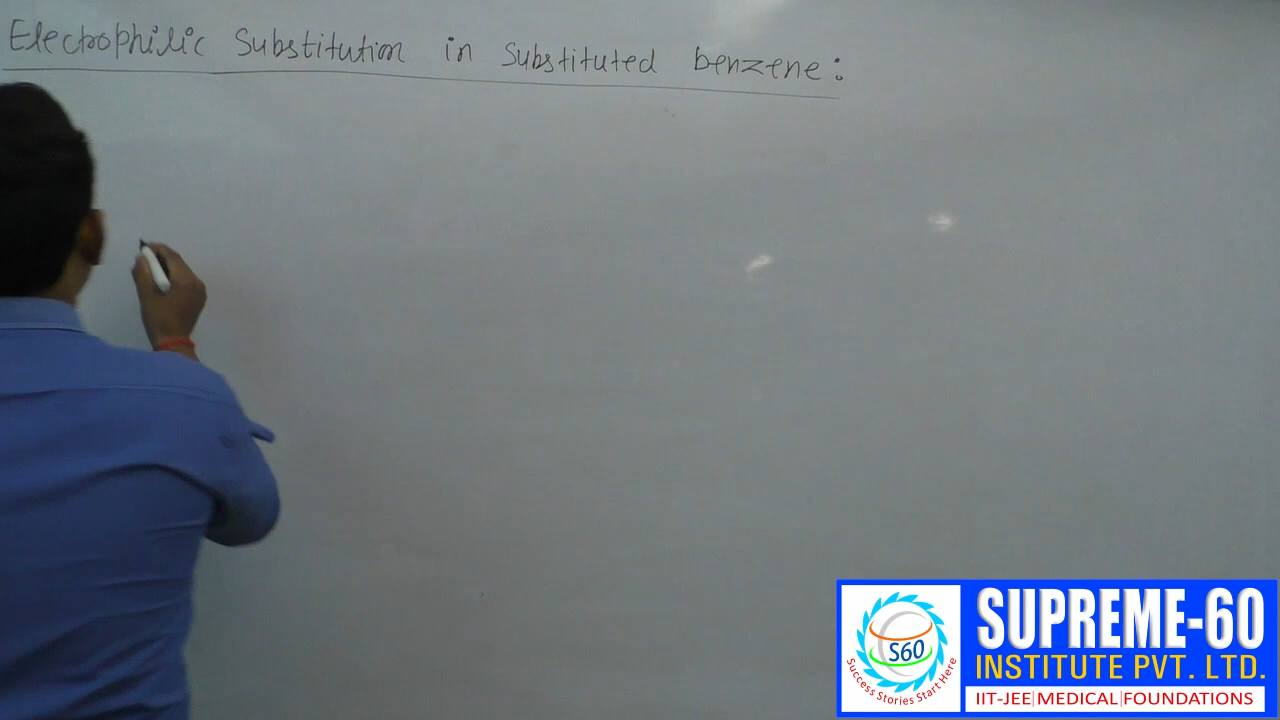 Electrophilic Substitution in Substituted benzene:
S60
Success Stories Start Here
SUPREME-60
INSTITUTE PVT. LTD.
IIT-JEE|MEDICAL|FOUNDATIONS